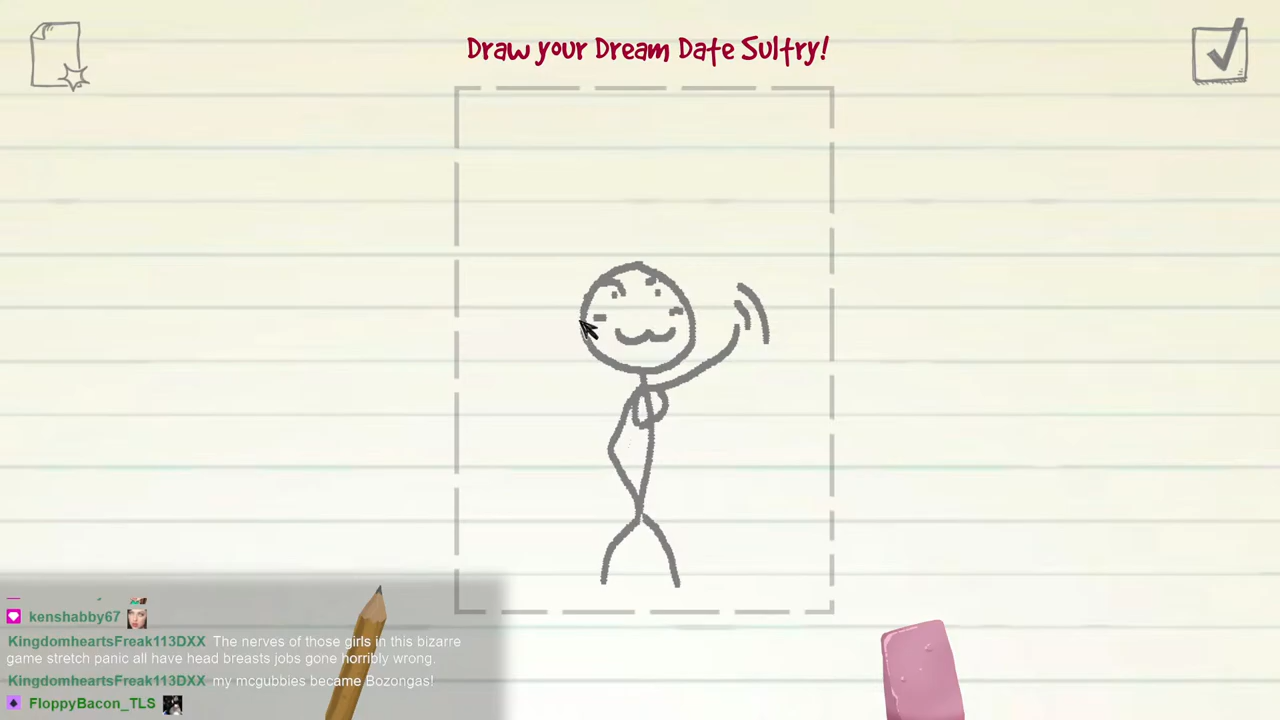 Draw your Dream Date Sultry!
kenshabby67
KingdomheartsFreak113DXX The nerves of those girls in this bizarre
game stretch panic all have head breasts jobs gone horribly wrong.
KingdomheartsFreak113DXX my mcgubbies became Bozongas!
FloppyBacon_TLS